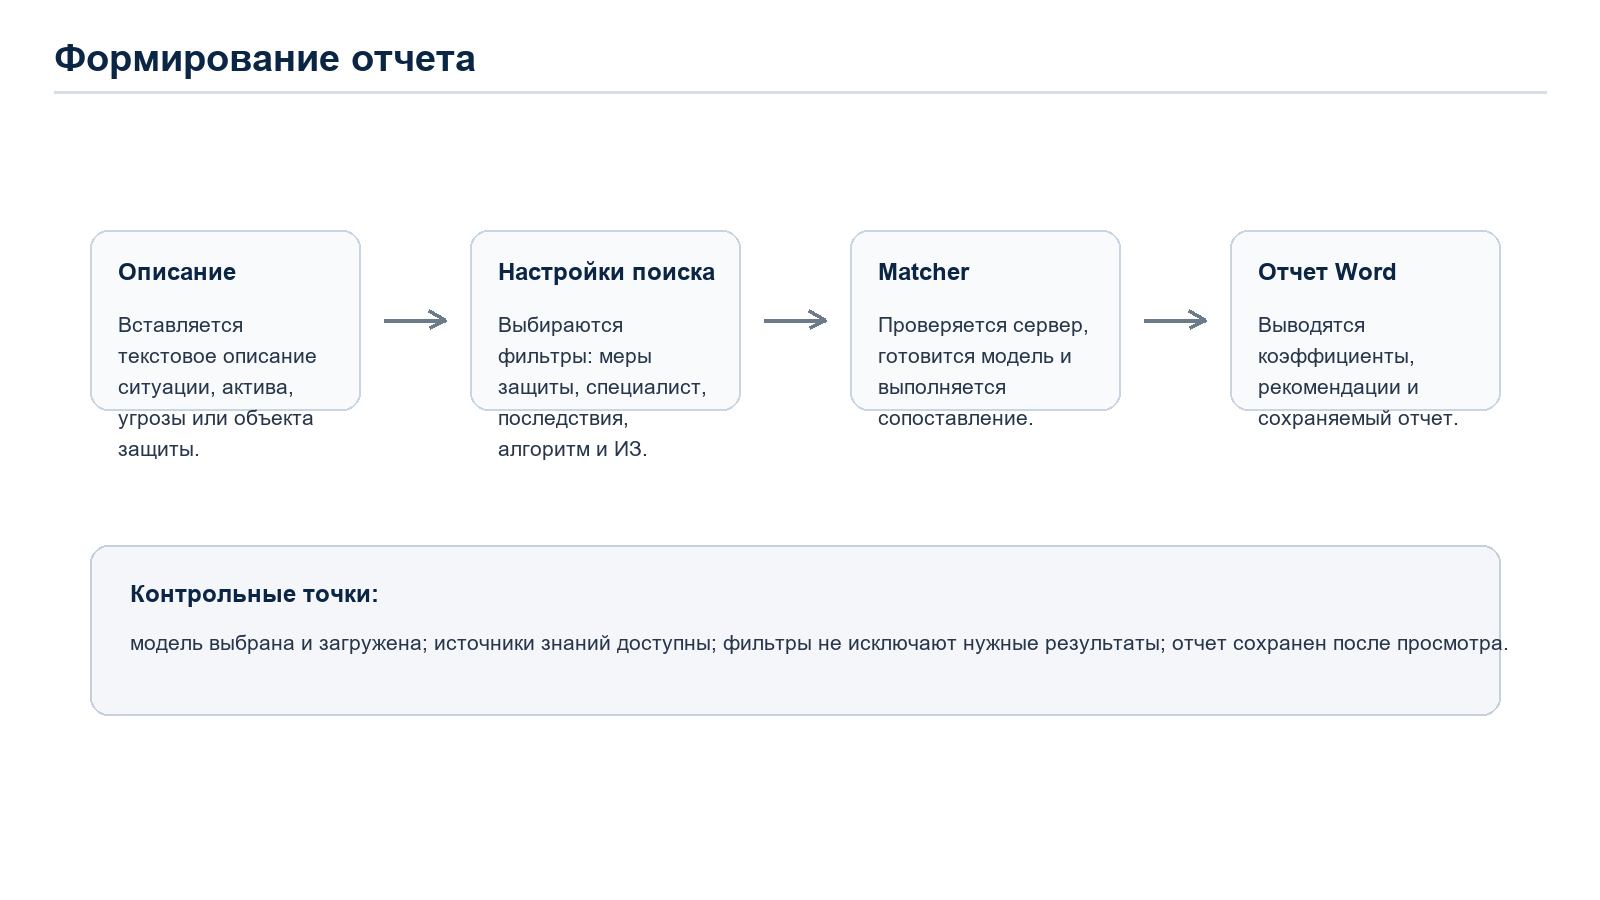 Формирование отчета
Описание
Вставляется
текстовое описание
ситуации, актива,
угрозы или объекта
защиты.
Настройки поиска
Выбираются
фильтры: меры
защиты, специалист,
последствия,
алгоритм и ИЗ.
Matcher
Проверяется сервер,
готовится модель и
выполняется
сопоставление.
Отчет Word
Выводятся
коэффициенты,
рекомендации и
сохраняемый отчет.
Контрольные точки:
модель выбрана и загружена; источники знаний доступны; фильтры не исключают нужные результаты; отчет сохранен после просмотра.